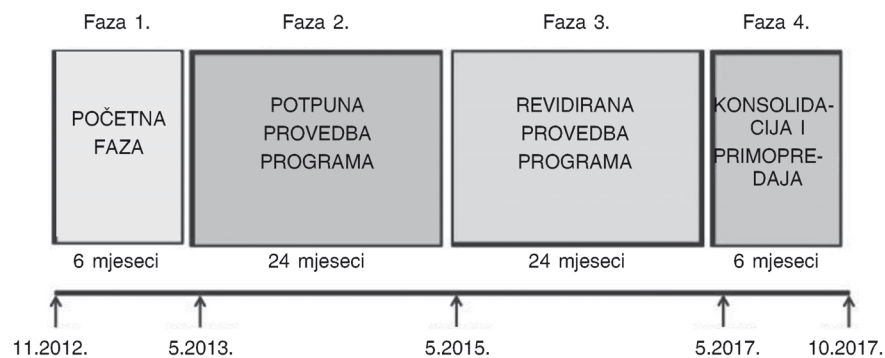 Faza 1.
Faza 2.
Faza 3.
Faza 4.
POČETNA
FAZA
POTPUNA
PROVEDBA
PROGRAMA
REVIDIRANA
PROVEDBA
PROGRAMA
KONSOLIDA-
CIJA I
PRIMOPRE-
DAJA
6 mjeseci
24 mjeseci
24 mjeseci
6 mjeseci
11.2012.
5.2013.
5.2015.
5.2017.
10.2017.